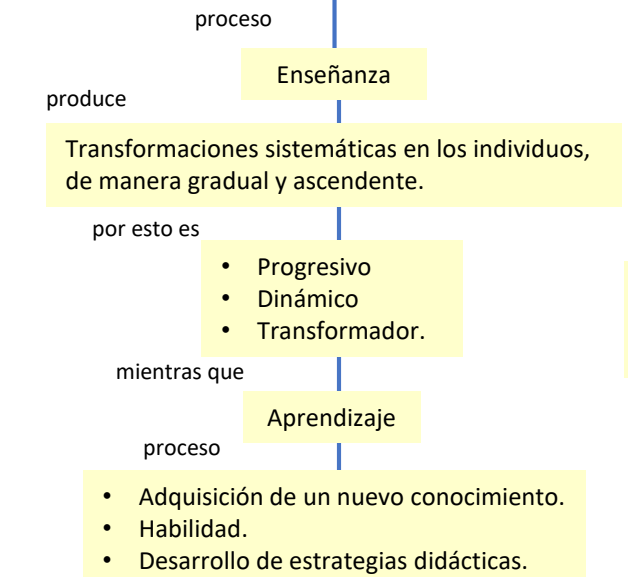 proceso
Enseñanza
produce
Transformaciones sistemáticas en los individuos,
de manera gradual y ascendente.
por esto es
• Progresivo
• Dinámico
• Transformador.
mientras que
Aprendizaje
proceso
• Adquisición de un nuevo conocimiento.
• Habilidad.
• Desarrollo de estrategias didácticas.